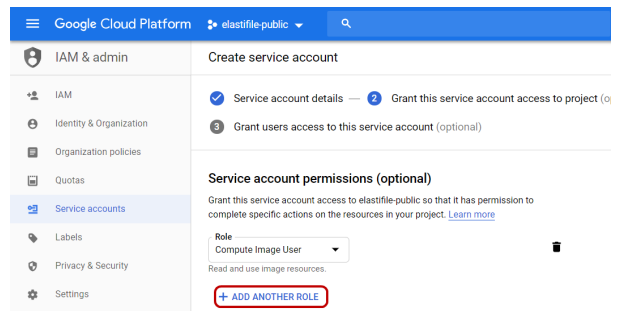 Google Cloud Platform
elastifile-public
IAM & admin
IAM
Identity & Organization
Organization policies
Quotas
Service accounts
Labels
Privacy & Security
Settings
Create service account
Service account details — 2 Grant this service account access to project
3 Grant users access to this service account (optional)
Service account permissions (optional)
Grant this service account access to elastifile-public so that it has permission to
complete specific actions on the resources in your project. Learn more
Role
Compute Image User
Read and use image resources.
+ ADD ANOTHER ROLE